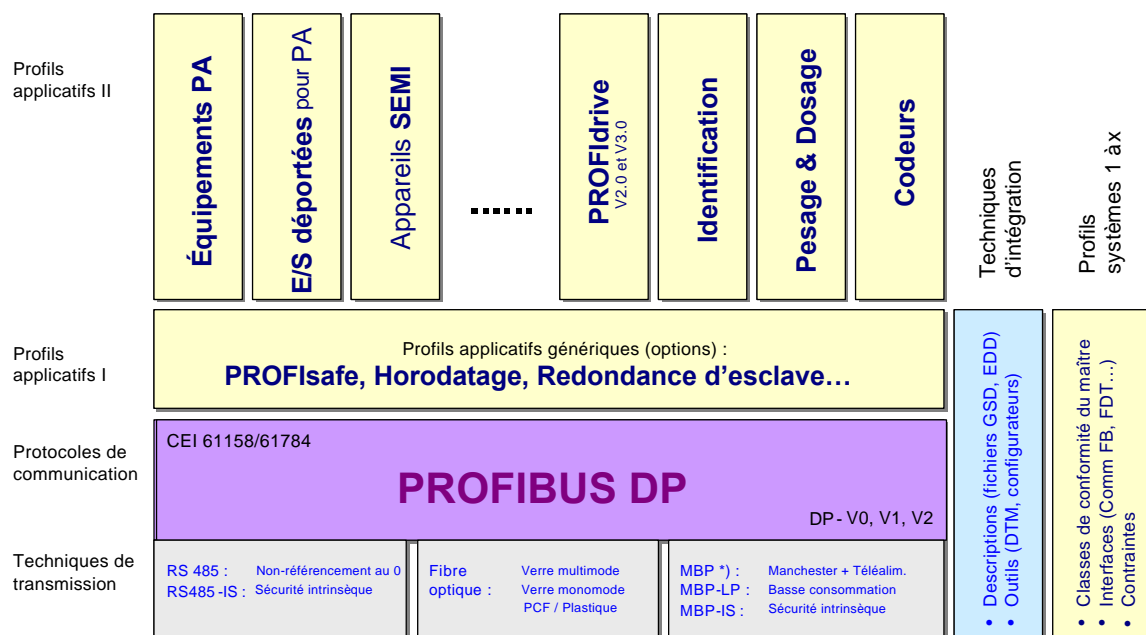 Profils
applicatifs II
Équipements PA
E/S déportées pour PA
Appareils SEMI
......
PROFIdrive
V2.0 et V3.0
Identification
Pesage & Dosage
Codeurs
Techniques
d'intégration
Profils
systèmes 1 àx
Profils
applicatifs I
Profils applicatifs génériques (options) :
PROFIsafe, Horodatage, Redondance d'esclave…
• Descriptions (fichiers GSD, EDD)
• Outils (DTM, configurateurs)
• Classes de conformité du maître
• Interfaces (Comm FB, FDT…)
• Contraintes
Protocoles de
communication
CEI 61158/61784
PROFIBUS DP
DP - V0, V1, V2
Techniques de
transmission
RS 485 : Non-référencement au 0
RS485 -IS : Sécurité intrinsèque
Fibre
optique :
Verre multimode
Verre monomode
PCF / Plastique
MBP *) : Manchester + Téléalim.
MBP-LP : Basse consommation
MBP-IS : Sécurité intrinsèque